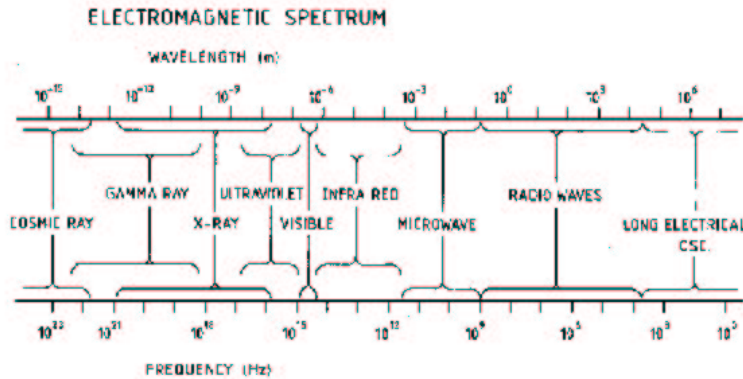 ELECTROMAGNETIC SPECTRUM
WAVELENGTH (m)
10⁻¹⁵ 10⁻¹² 10⁻⁹ 10⁻⁶ 10⁻³ 10⁰ 10³ 10⁶
GAMMA RAY ULTRAVIOLET INFRA RED RADIO WAVES
COSMIC RAY X-RAY VISIBLE MICROWAVE LONG ELECTRICAL
OSC.
10²¹ 10¹⁸ 10¹⁵ 10¹² 10⁹
FREQUENCY (Hz)